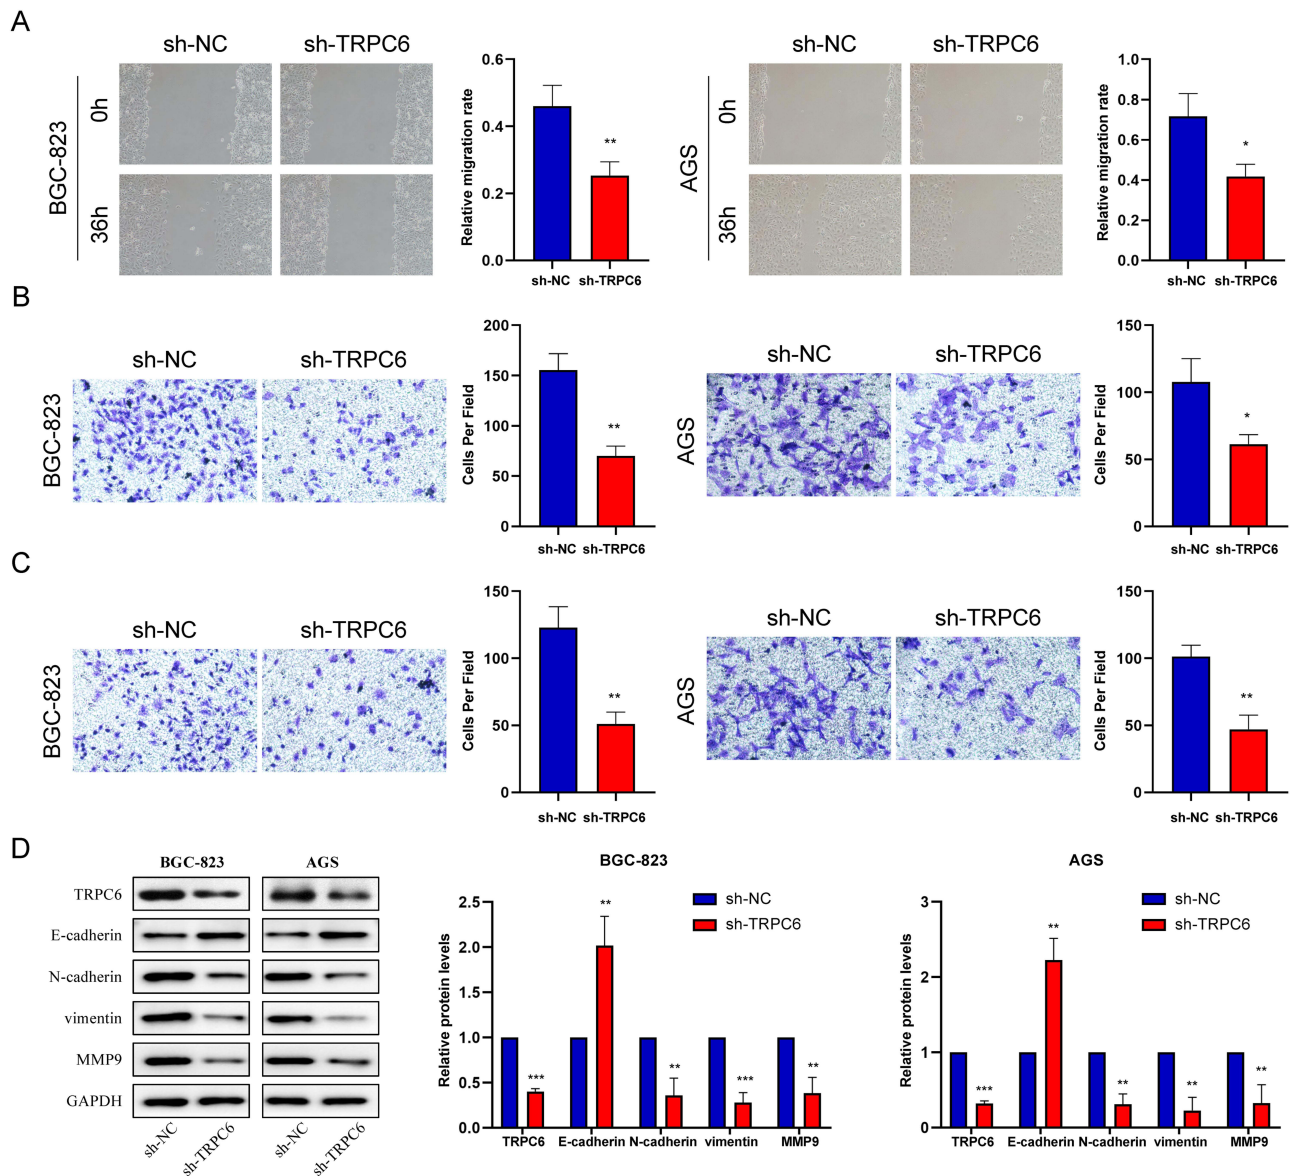 A
sh-NC sh-TRPC6
BGC-823
0h
36h
Relative migration rate
0.6
0.4
0.2
0.0
**
sh-NC sh-TRPC6
sh-NC sh-TRPC6
AGS
0h
36h
Relative migration rate
1.0
0.8
0.6
0.4
0.2
0.0
*
sh-NC sh-TRPC6
B
sh-NC sh-TRPC6
BGC-823
Cells Per Field
200
150
100
50
0
**
sh-NC sh-TRPC6
sh-NC sh-TRPC6
AGS
Cells Per Field
150
100
50
0
*
sh-NC sh-TRPC6
C
sh-NC sh-TRPC6
BGC-823
Cells Per Field
150
100
50
0
**
sh-NC sh-TRPC6
sh-NC sh-TRPC6
AGS
Cells Per Field
150
100
50
0
**
sh-NC sh-TRPC6
D
BGC-823 AGS
TRPC6
E-cadherin
N-cadherin
vimentin
MMP9
GAPDH
sh-NC sh-TRPC6 sh-NC sh-TRPC6
BGC-823
sh-NC
sh-TRPC6
Relative protein levels
2.5
2.0
1.5
1.0
0.5
0.0
*** ** ** *** **
TRPC6 E-cadherin N-cadherin vimentin MMP9
AGS
sh-NC
sh-TRPC6
Relative protein levels
3
2
1
0
*** ** ** ** **
TRPC6 E-cadherin N-cadherin vimentin MMP9